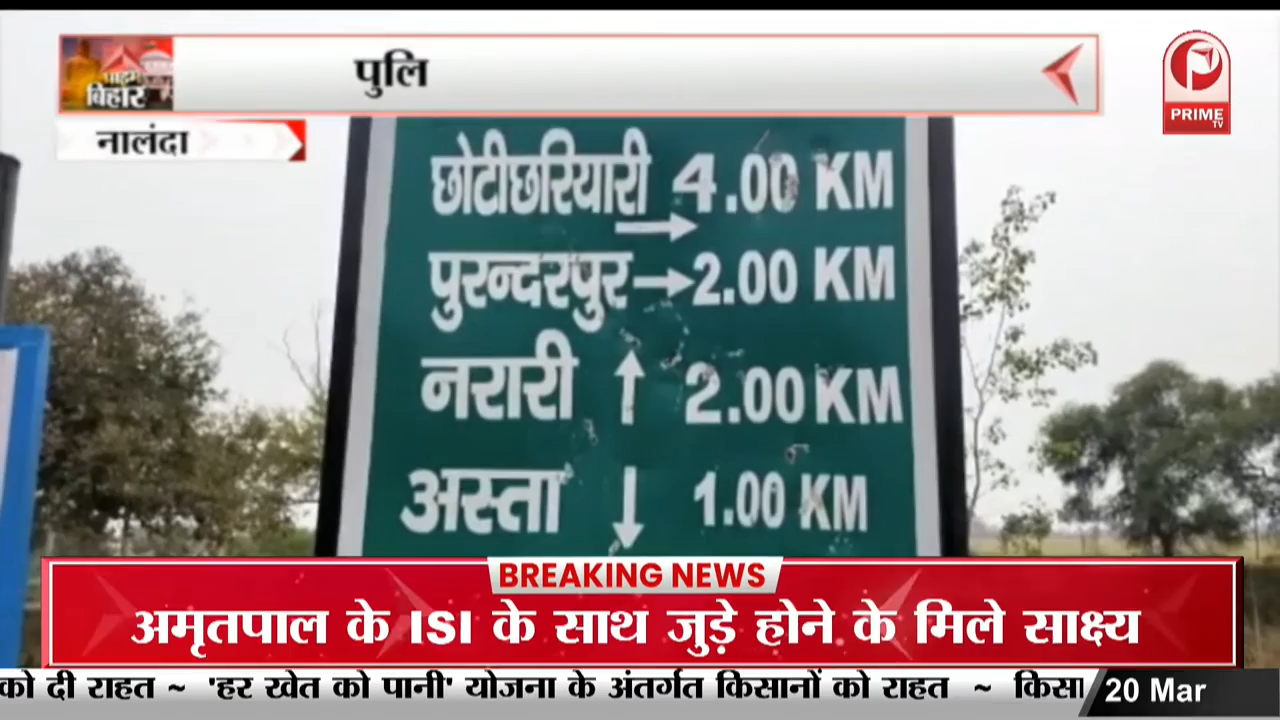 पुलि
प्राइम
बिहार
PRIME
TV
नालंदा
छोटीछरियारी 4.00 KM
पुरन्दरपुर → 2.00 KM
नरारी ↑ 2.00 KM
अस्ता ↓ 1.00 KM
BREAKING NEWS
अमृतपाल के ISI के साथ जुड़े होने के मिले साक्ष्य
को दी राहत ~ 'हर खेत को पानी' योजना के अंतर्गत किसानों को राहत ~ किसा
20 Mar